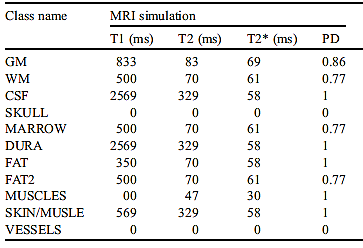 Class name MRI simulation
T1 (ms) T2 (ms) T2* (ms) PD
GM 833 83 69 0.86
WM 500 70 61 0.77
CSF 2569 329 58 1
SKULL 0 0 0 0
MARROW 500 70 61 0.77
DURA 2569 329 58 1
FAT 350 70 58 1
FAT2 500 70 61 0.77
MUSCLES 00 47 30 1
SKIN/MUSLE 569 329 58 1
VESSELS 0 0 0 0